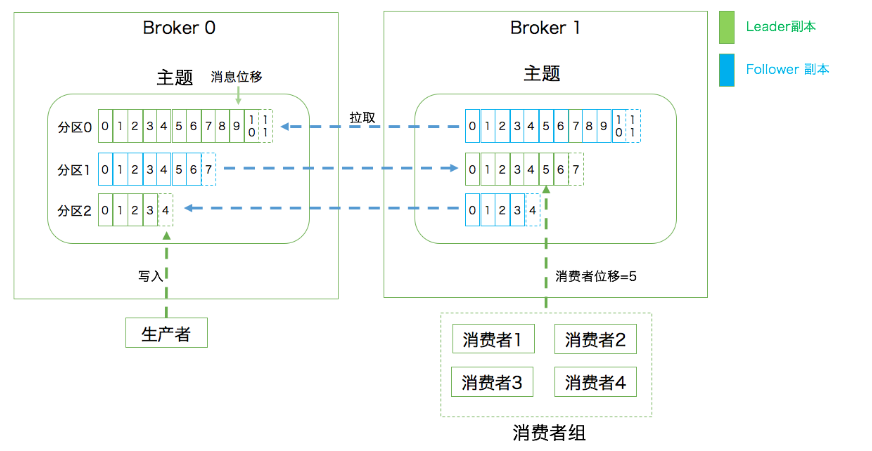 Broker 0
Broker 1
Leader副本
Follower 副本
主题
消息位移
主题
拉取
分区0
0 1 2 3 4 5 6 7 8 9 10 11
0 1 2 3 4 5 6 7 8 9 10 11
分区1
0 1 2 3 4 5 6 7
0 1 2 3 4 5 6 7
分区2
0 1 2 3 4
0 1 2 3 4
写入
消费者位移=5
生产者
消费者1
消费者2
消费者3
消费者4
消费者组